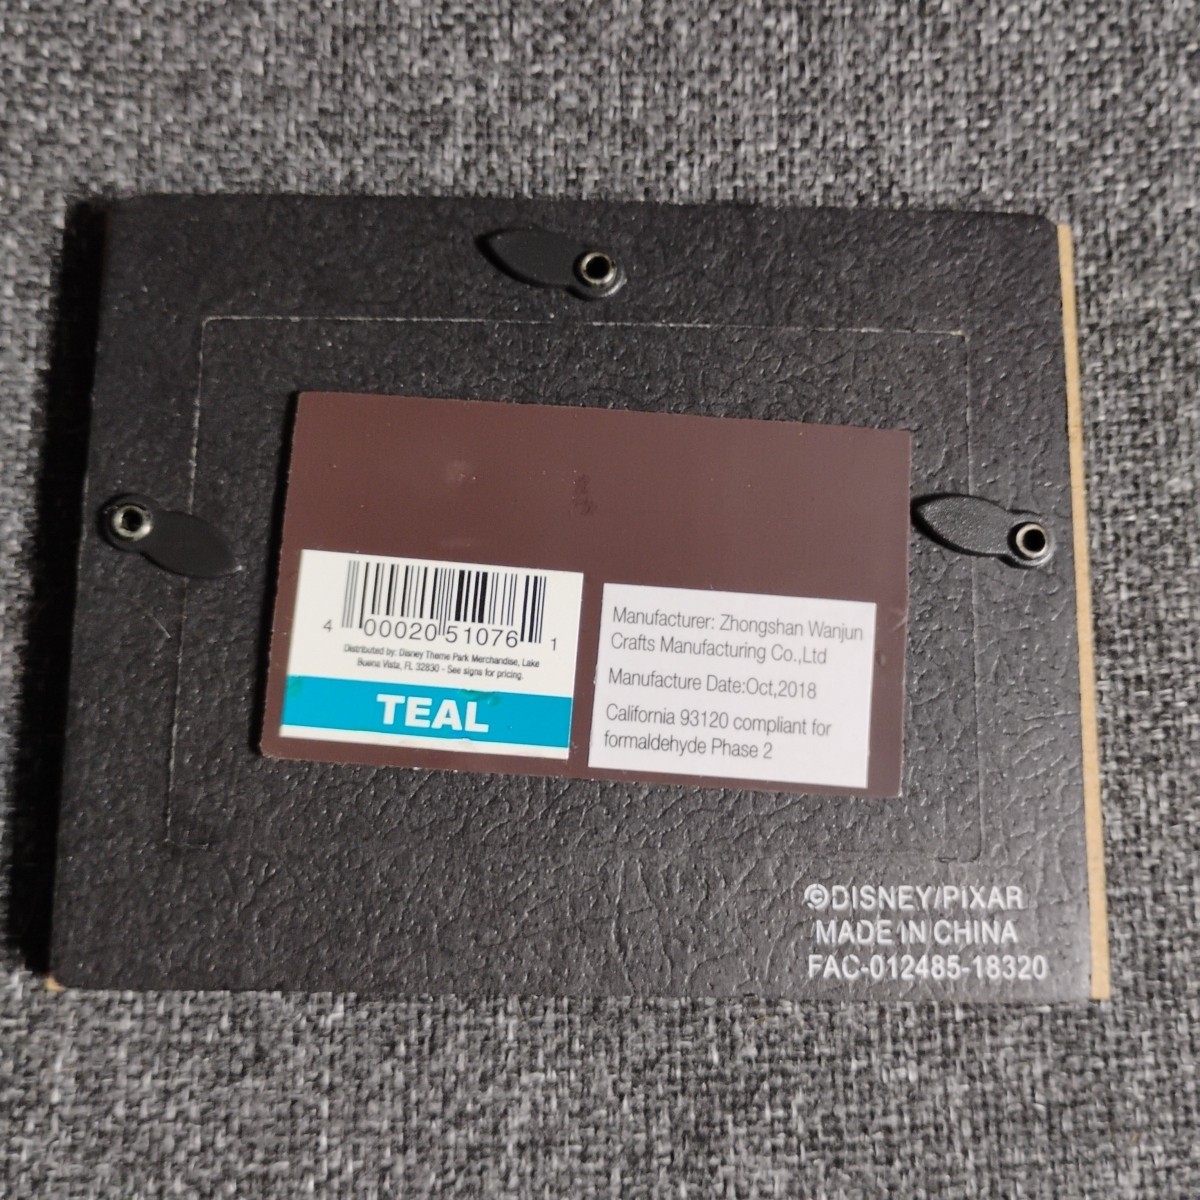 4 00020 51076 1
Distributed by: Disney Theme Park Merchandise, Lake
Buena Vista, FL 32830 - See signs for pricing.
TEAL
Manufacturer: Zhongshan Wanjun
Crafts Manufacturing Co.,Ltd
Manufacture Date:Oct,2018
California 93120 compliant for
formaldehyde Phase 2
©DISNEY/PIXAR
MADE IN CHINA
FAC-012485-18320